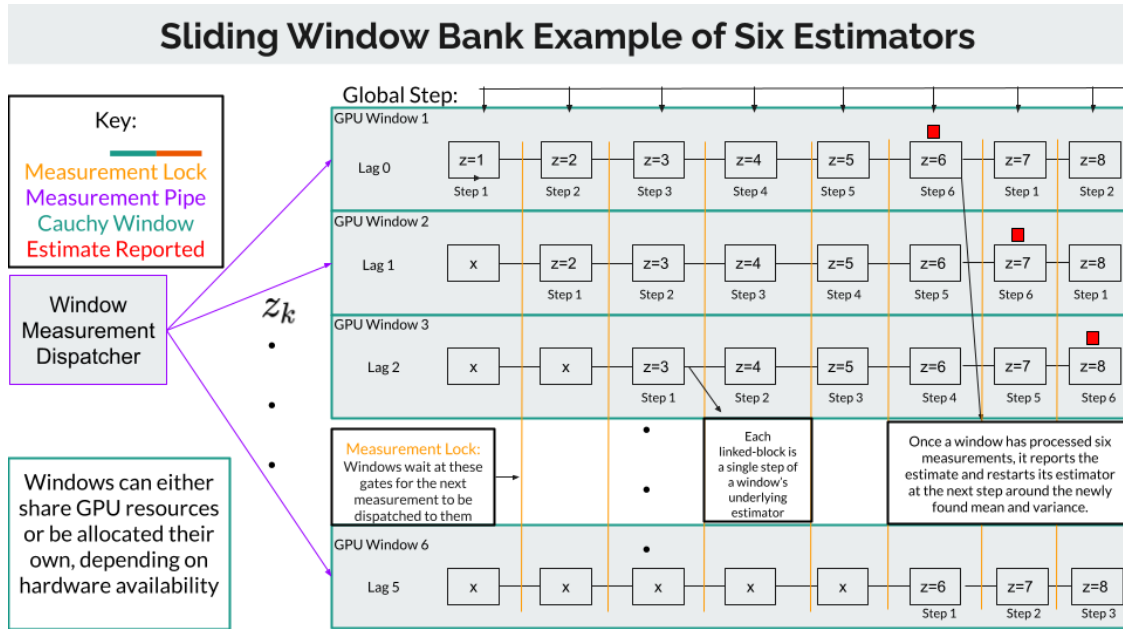 Sliding Window Bank Example of Six Estimators
Key:
Measurement Lock
Measurement Pipe
Cauchy Window
Estimate Reported
Window
Measurement
Dispatcher
z_k
Windows can either
share GPU resources
or be allocated their
own, depending on
hardware availability
Global Step:
GPU Window 1
Lag 0
z=1 z=2 z=3 z=4 z=5 z=6 z=7 z=8
Step 1 Step 2 Step 3 Step 4 Step 5 Step 6 Step 1 Step 2
GPU Window 2
Lag 1
x z=2 z=3 z=4 z=5 z=6 z=7 z=8
Step 1 Step 2 Step 3 Step 4 Step 5 Step 6 Step 1
GPU Window 3
Lag 2
x x z=3 z=4 z=5 z=6 z=7 z=8
Step 1 Step 2 Step 3 Step 4 Step 5 Step 6
Measurement Lock:
Windows wait at these
gates for the next
measurement to be
dispatched to them
Each
linked-block is
a single step of
a window's
underlying
estimator
Once a window has processed six
measurements, it reports the
estimate and restarts its estimator
at the next step around the newly
found mean and variance.
GPU Window 6
Lag 5
x x x x x z=6 z=7 z=8
Step 1 Step 2 Step 3